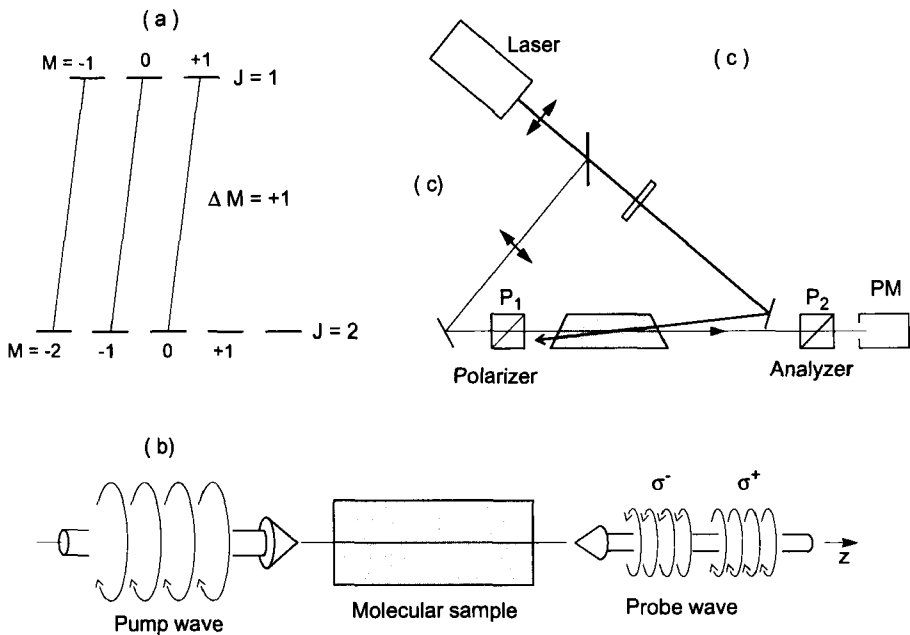 ( a )
M = -1 0 +1
J = 1
Δ M = +1
J = 2
M = -2 -1 0 +1
Laser
( c )
( c )
P1
P2
PM
Polarizer
Analyzer
( b )
σ- σ+
z
Pump wave
Molecular sample
Probe wave